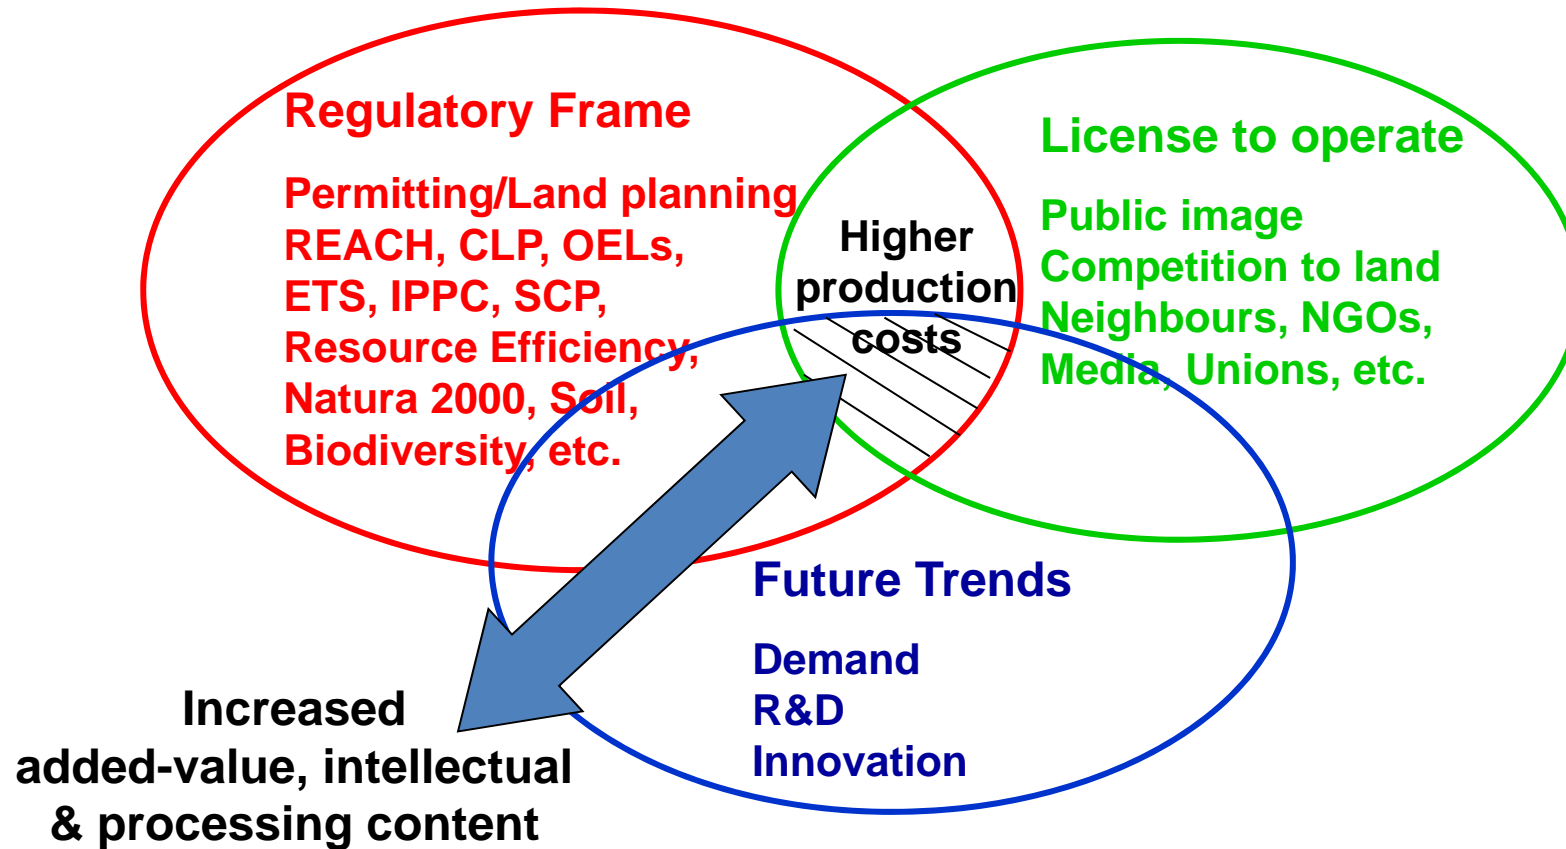 Regulatory Frame
Permitting/Land planning
REACH, CLP, OELs,
ETS, IPPC, SCP,
Resource Efficiency,
Natura 2000, Soil,
Biodiversity, etc.
Higher
production
costs
License to operate
Public image
Competition to land
Neighbours, NGOs,
Media, Unions, etc.
Future Trends
Demand
R&D
Innovation
Increased
added-value, intellectual
& processing content